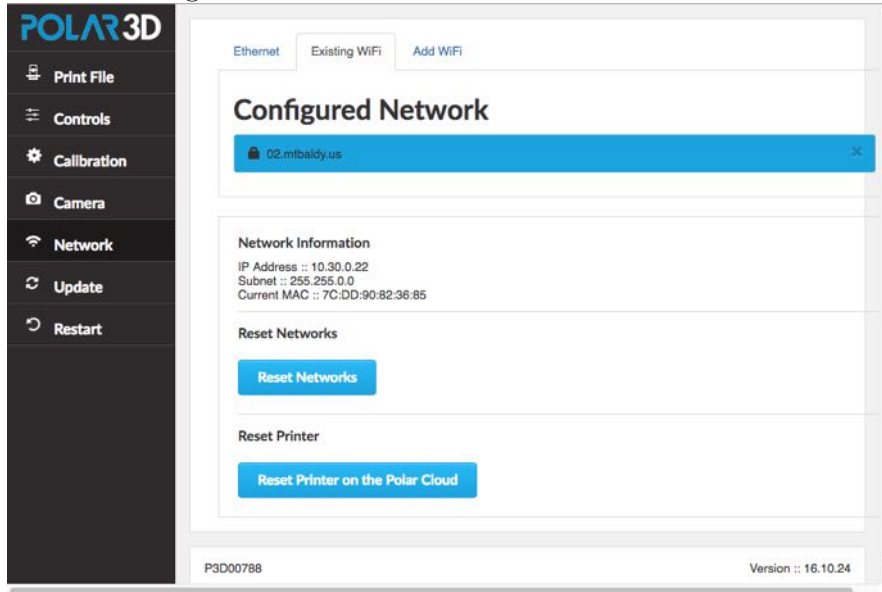 POLAR3D
Print File
Controls
Calibration
Camera
Network
Update
Restart
Ethernet
Existing WiFi
Add WiFi
Configured Network
02.mtbaldy.us
×
Network Information
IP Address :: 10.30.0.22
Subnet :: 255.255.0.0
Current MAC :: 7C:DD:90:82:36:85
Reset Networks
Reset Networks
Reset Printer
Reset Printer on the Polar Cloud
P3D00788
Version :: 16.10.24